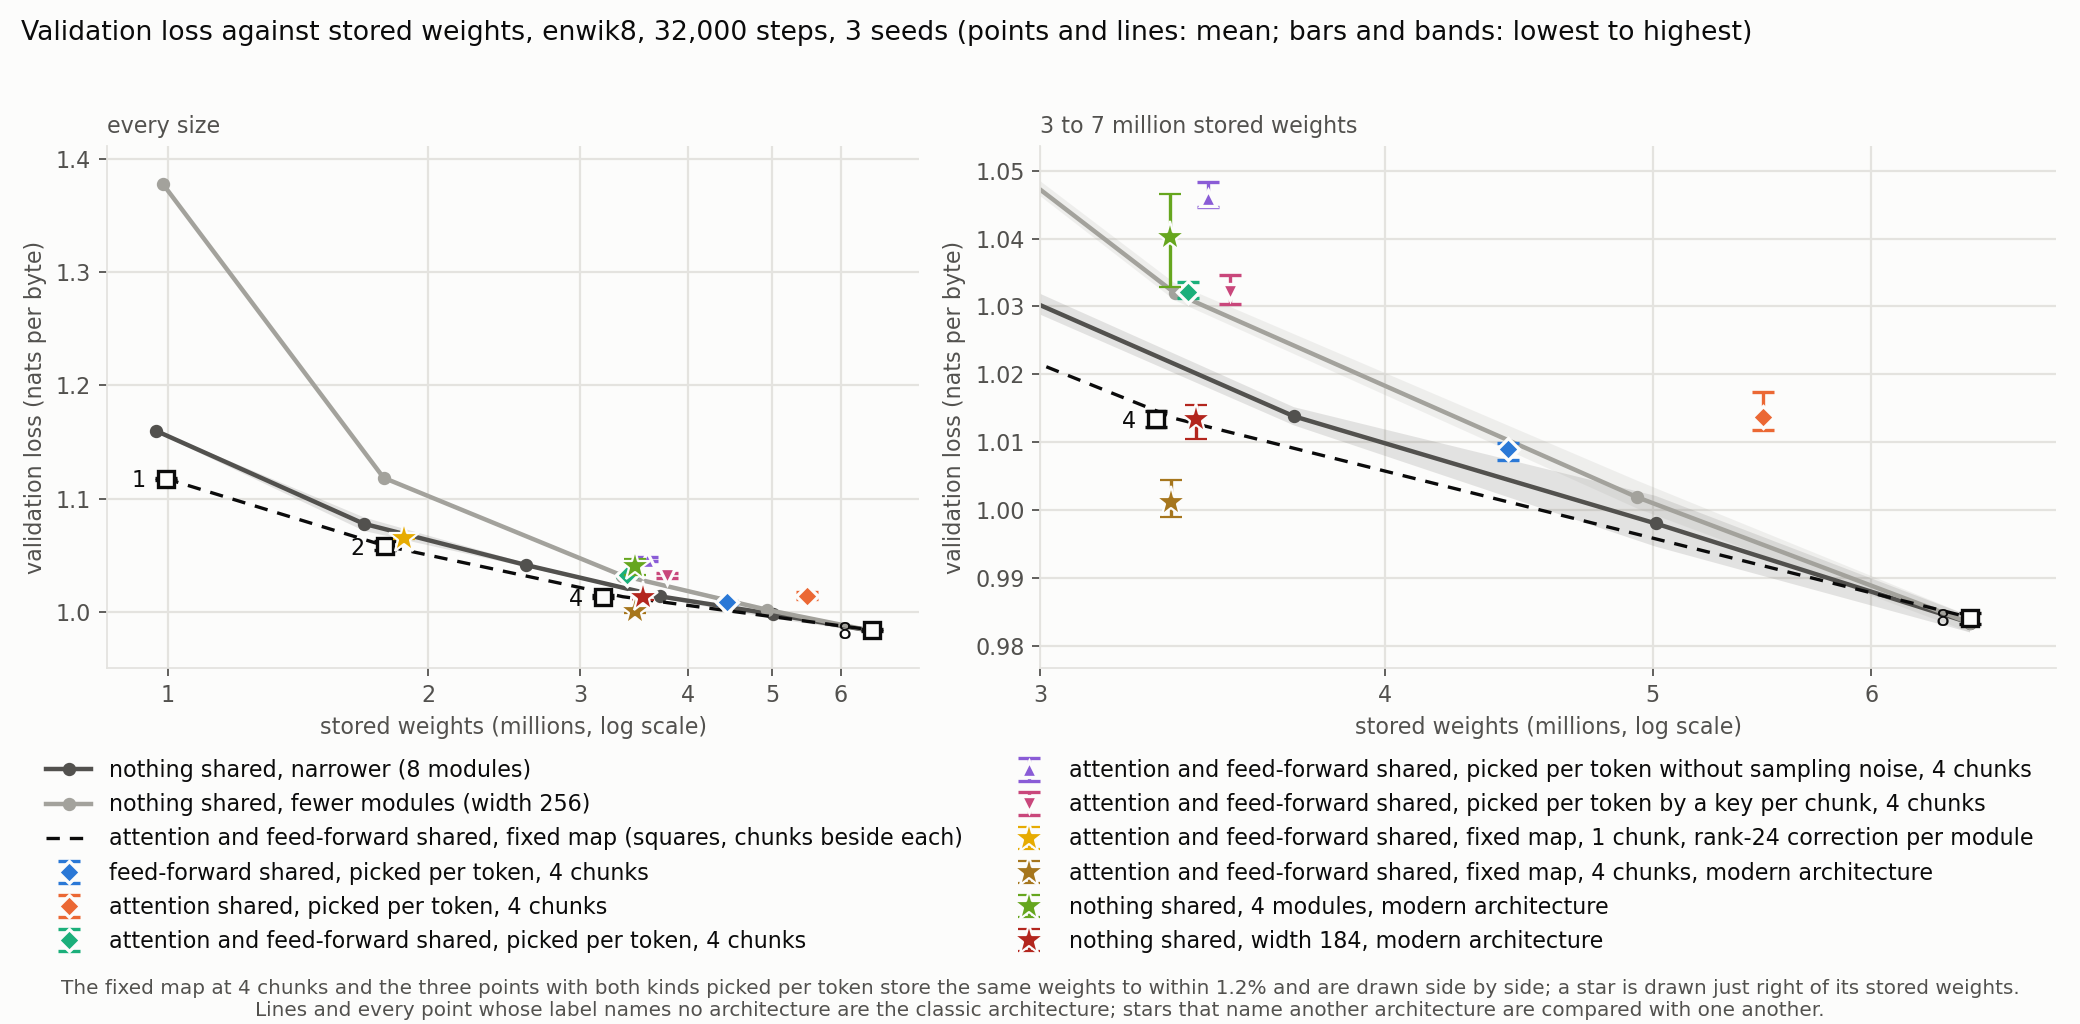 Validation loss against stored weights, enwik8, 32,000 steps, 3 seeds (points and lines: mean; bars and bands: lowest to highest)
every size
validation loss (nats per byte)
1.4
1.3
1.2
1.1
1.0
1
2
4
8
1 2 3 4 5 6
stored weights (millions, log scale)
3 to 7 million stored weights
validation loss (nats per byte)
1.05
1.04
1.03
1.02
1.01
1.00
0.99
0.98
4
8
3 4 5 6
stored weights (millions, log scale)
nothing shared, narrower (8 modules)
nothing shared, fewer modules (width 256)
attention and feed-forward shared, fixed map (squares, chunks beside each)
feed-forward shared, picked per token, 4 chunks
attention shared, picked per token, 4 chunks
attention and feed-forward shared, picked per token, 4 chunks
attention and feed-forward shared, picked per token without sampling noise, 4 chunks
attention and feed-forward shared, picked per token by a key per chunk, 4 chunks
attention and feed-forward shared, fixed map, 1 chunk, rank-24 correction per module
attention and feed-forward shared, fixed map, 4 chunks, modern architecture
nothing shared, 4 modules, modern architecture
nothing shared, width 184, modern architecture
The fixed map at 4 chunks and the three points with both kinds picked per token store the same weights to within 1.2% and are drawn side by side; a star is drawn just right of its stored weights.
Lines and every point whose label names no architecture are the classic architecture; stars that name another architecture are compared with one another.